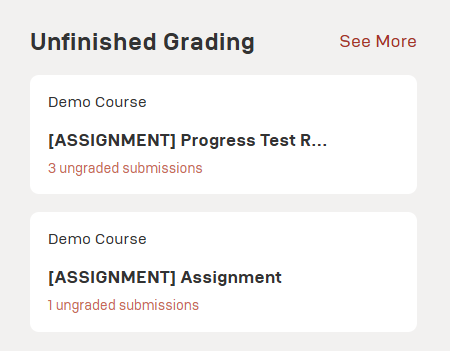 Unfinished Grading
See More
Demo Course
[ASSIGNMENT] Progress Test R...
3 ungraded submissions
Demo Course
[ASSIGNMENT] Assignment
1 ungraded submissions